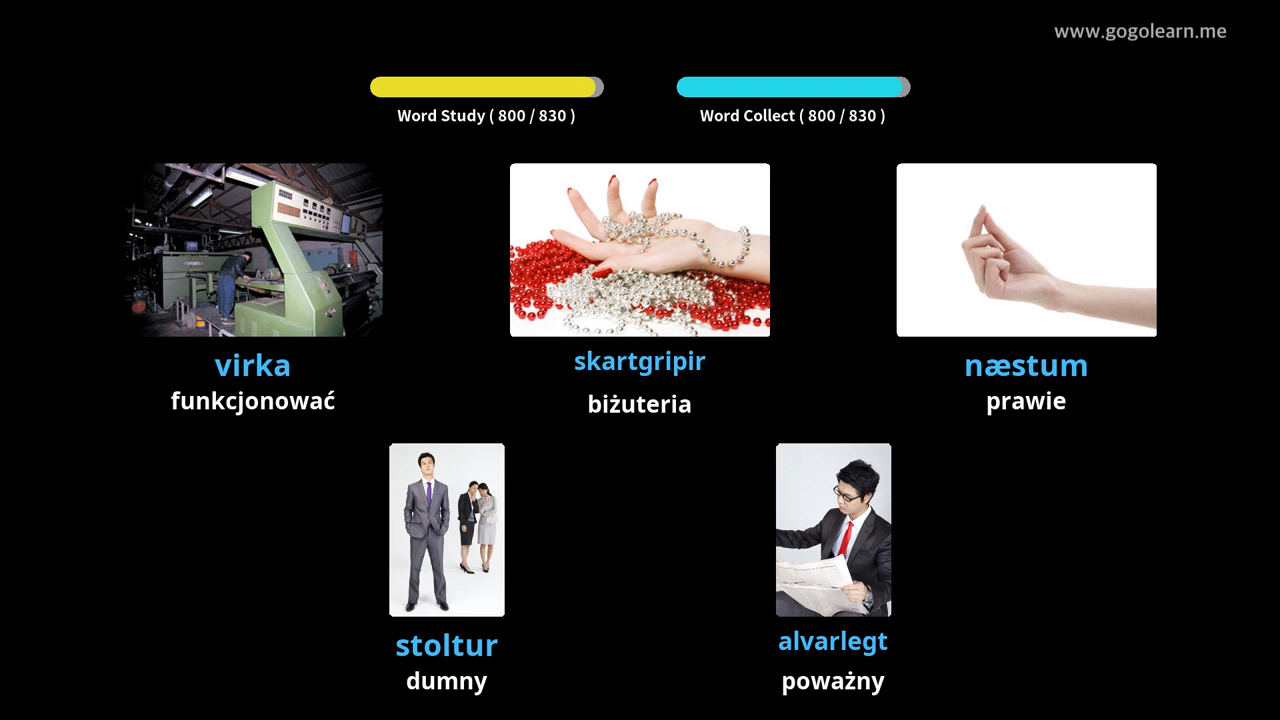 www.gogolearn.me
Word Study ( 800 / 830 )
Word Collect ( 800 / 830 )
virka
funkcjonować
skartgripir
biżuteria
næstum
prawie
stoltur
dumny
alvarlegt
poważny